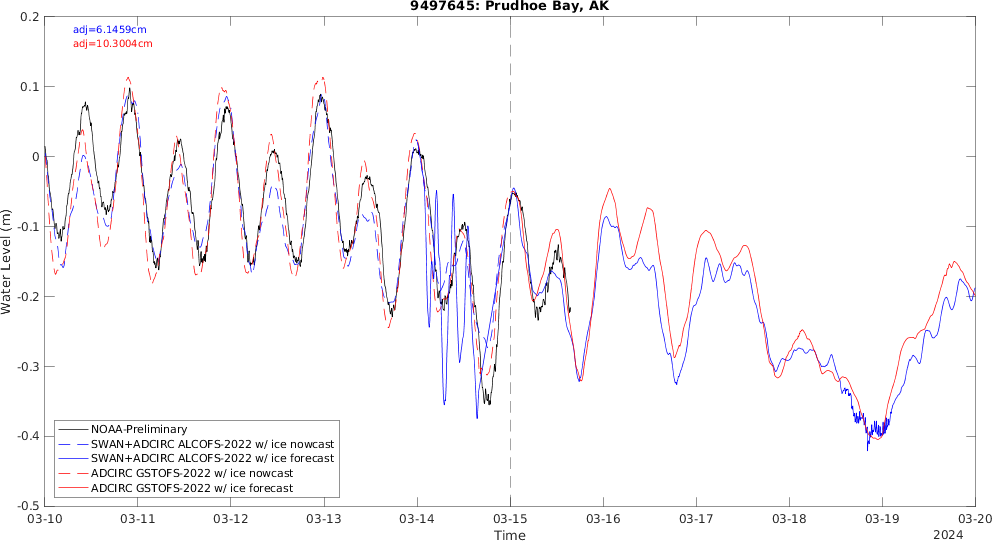 9497645: Prudhoe Bay, AK
adj=6.1459cm
adj=10.3004cm
0.2
0.1
0
-0.1
-0.2
-0.3
-0.4
-0.5
Water Level (m)
NOAA-Preliminary
SWAN+ADCIRC ALCOFS-2022 w/ ice nowcast
SWAN+ADCIRC ALCOFS-2022 w/ ice forecast
ADCIRC GSTOFS-2022 w/ ice nowcast
ADCIRC GSTOFS-2022 w/ ice forecast
03-10 03-11 03-12 03-13 03-14 03-15 03-16 03-17 03-18 03-19 03-20
Time
2024